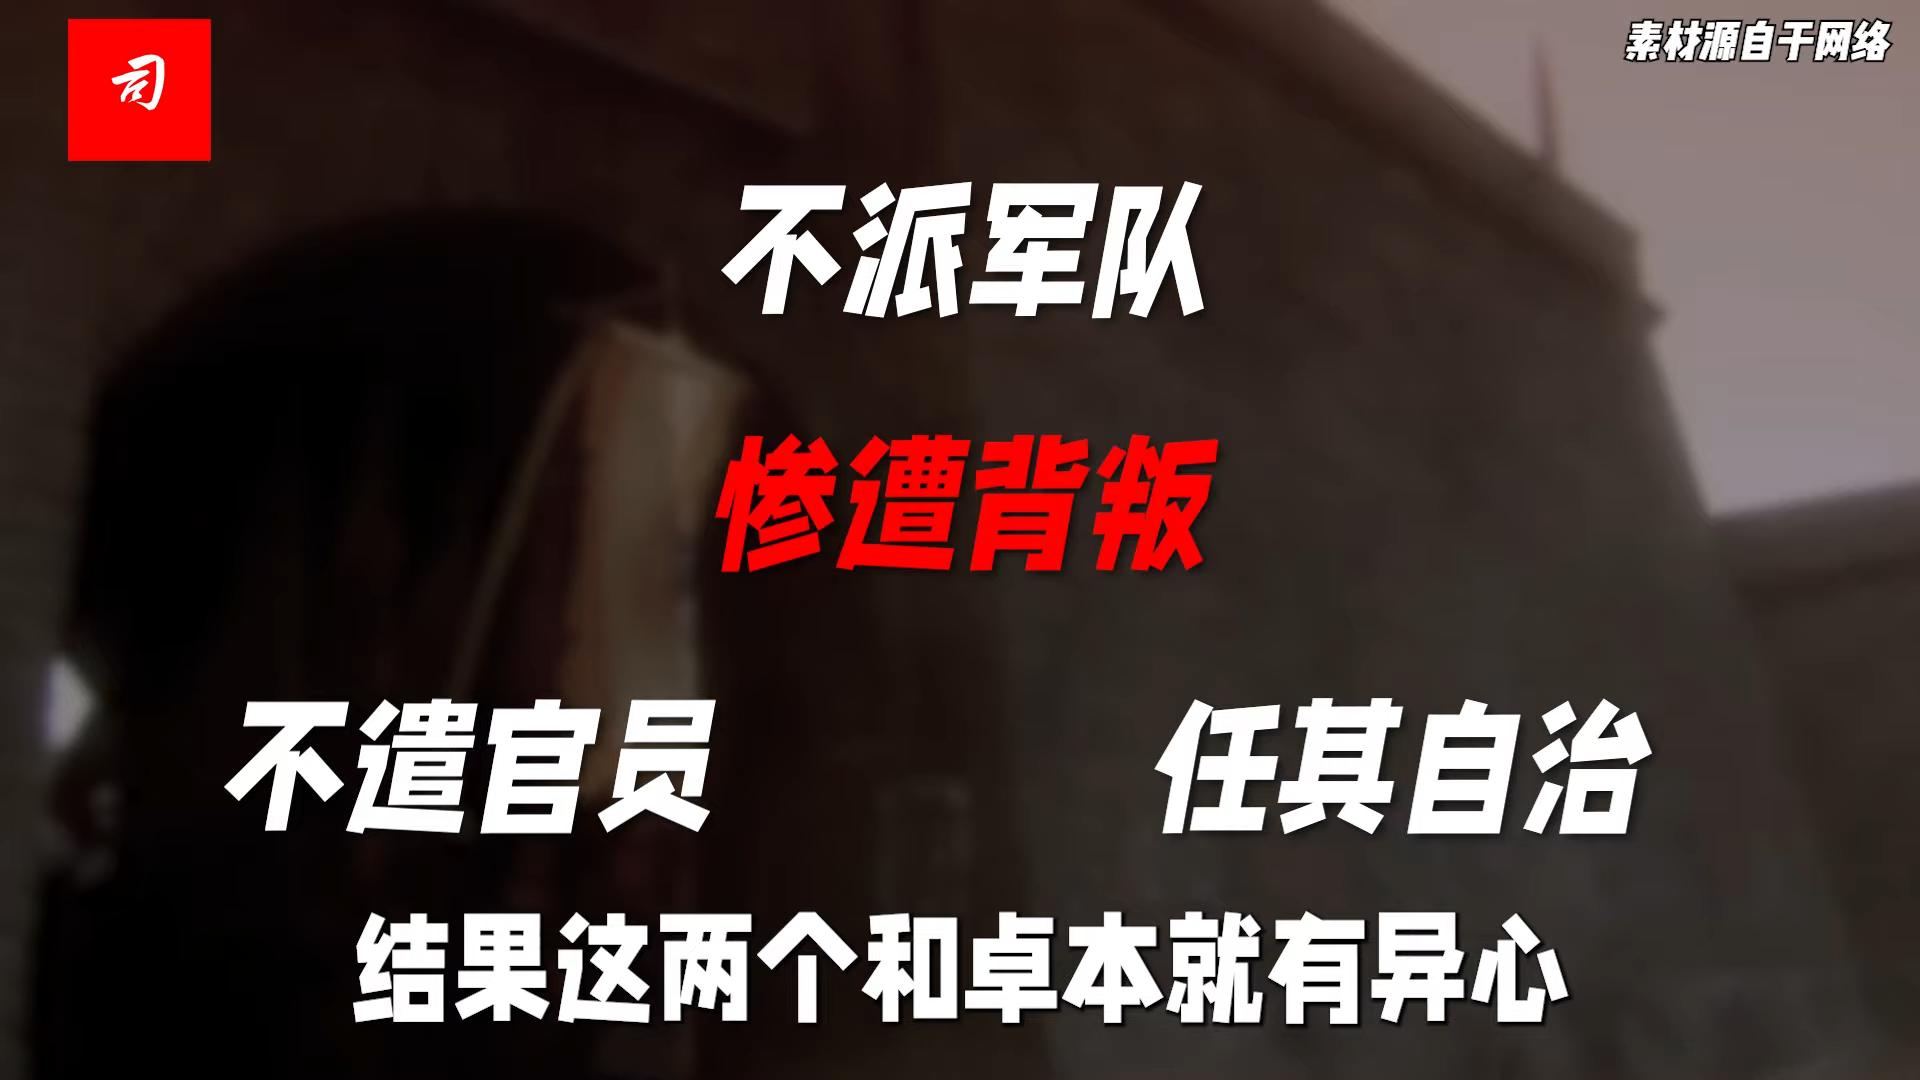 司
素材源自于网络
不派军队
惨遭背叛
不遣官员
任其自治
结果这两个和卓本就有异心